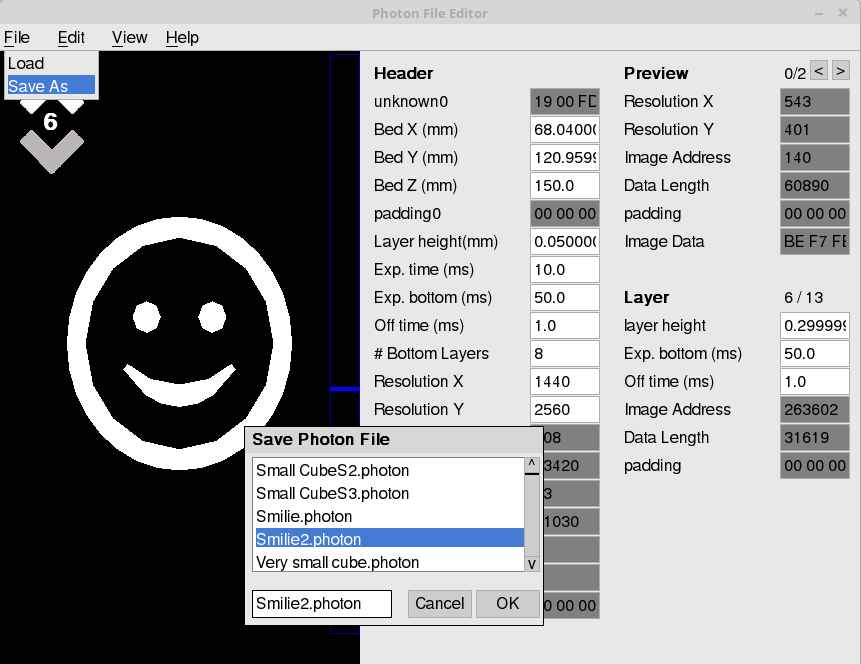 Photon File Editor
File Edit View Help
Load
Save As
6
Header
unknown0 19 00 FD
Bed X (mm) 68.0400
Bed Y (mm) 120.959
Bed Z (mm) 150.0
padding0 00 00 00
Layer height(mm) 0.05000
Exp. time (ms) 10.0
Exp. bottom (ms) 50.0
Off time (ms) 1.0
# Bottom Layers 8
Resolution X 1440
Resolution Y 2560
08
3420
3
1030
0 00 00
Preview 0/2 < >
Resolution X 543
Resolution Y 401
Image Address 140
Data Length 60890
padding 00 00 00
Image Data BE F7 FE
Layer 6 / 13
layer height 0.29999
Exp. bottom (ms) 50.0
Off time (ms) 1.0
Image Address 263602
Data Length 31619
padding 00 00 00
Save Photon File
Small CubeS2.photon
Small CubeS3.photon
Smilie.photon
Smilie2.photon
Very small cube.photon
^
v
Smilie2.photon Cancel OK